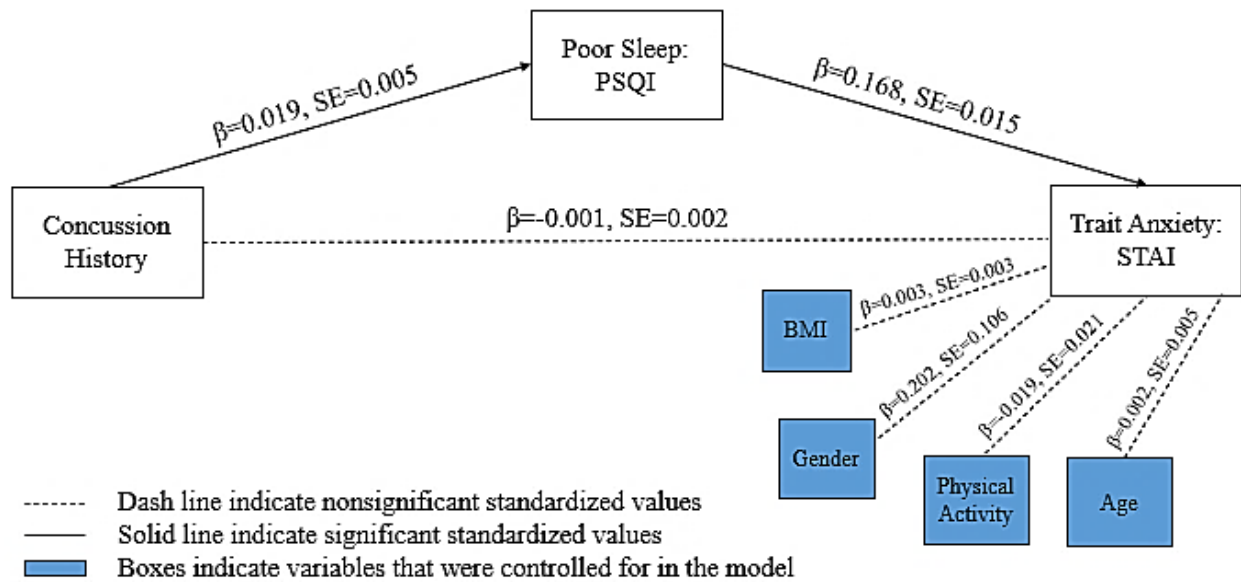 Poor Sleep:
PSQI
β=0.019, SE=0.005
β=0.168, SE=0.015
Concussion
History
β=-0.001, SE=0.002
Trait Anxiety:
STAI
BMI
β=0.003, SE=0.003
Gender
β=0.202, SE=0.106
Physical
Activity
β=-0.019, SE=0.021
Age
β=0.002, SE=0.005
Dash line indicate nonsignificant standardized values
Solid line indicate significant standardized values
Boxes indicate variables that were controlled for in the model